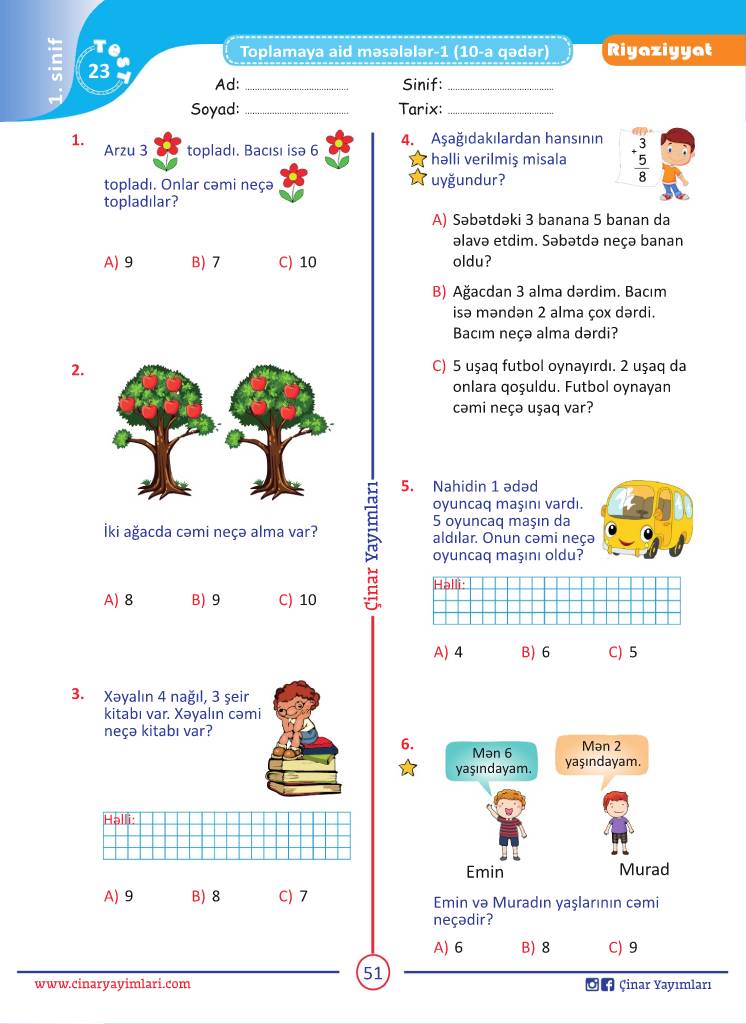 1. sinif
Test
23
Toplamaya aid məsələlər-1 (10-a qədər)
Riyaziyyat
Ad: ....................................
Sinif: ....................................
Soyad: ....................................
Tarix: ....................................
1.
Arzu 3 topladı. Bacısı isə 6
topladı. Onlar cəmi neçə
topladılar?
A) 9 B) 7 C) 10
2.
İki ağacda cəmi neçə alma var?
A) 8 B) 9 C) 10
3.
Xəyalın 4 nağıl, 3 şeir
kitabı var. Xəyalın cəmi
neçə kitabı var?
Həlli:
A) 9 B) 8 C) 7
Çinar Yayımları
4. Aşağıdakılardan hansının
həlli verilmiş misala
uyğundur?
3
+
5
8
A) Səbətdəki 3 banana 5 banan da
əlavə etdim. Səbətdə neçə banan
oldu?
B) Ağacdan 3 alma dərdim. Bacım
isə məndən 2 alma çox dərdi.
Bacım neçə alma dərdi?
C) 5 uşaq futbol oynayırdı. 2 uşaq da
onlara qoşuldu. Futbol oynayan
cəmi neçə uşaq var?
5. Nahidin 1 ədəd
oyuncaq maşını vardı.
5 oyuncaq maşın da
aldılar. Onun cəmi neçə
oyuncaq maşını oldu?
Həlli:
A) 4 B) 6 C) 5
6.
Mən 6
yaşındayam.
Mən 2
yaşındayam.
Emin
Murad
Emin və Muradın yaşlarının cəmi
neçədir?
A) 6 B) 8 C) 9
www.cinaryayimlari.com
51
Çinar Yayımları